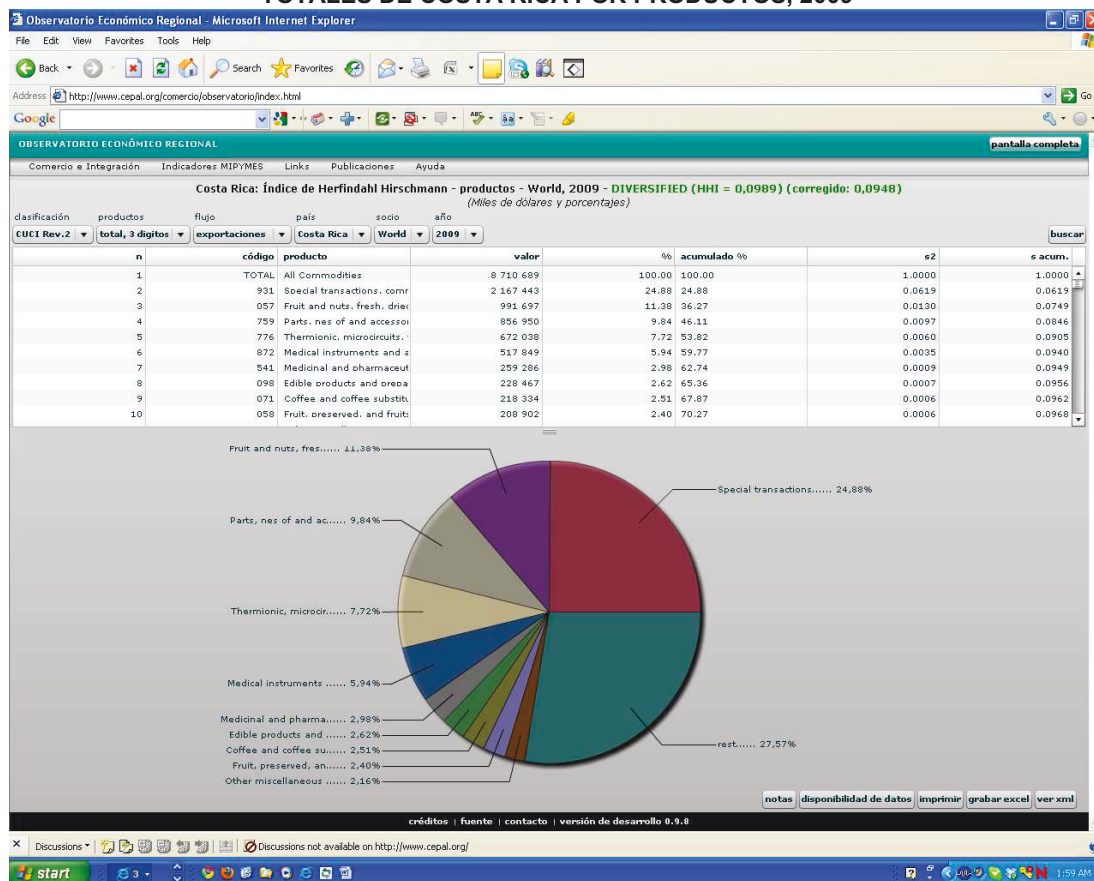 TOTALES DE COSTA RICA POR PRODUCTOS, 2009
Observatorio Económico Regional - Microsoft Internet Explorer
File Edit View Favorites Tools Help
Back Search Favorites
Address http://www.cepal.org/comercio/observatorio/index.html Go
Google
OBSERVATORIO ECONÓMICO REGIONAL pantalla completa
Comercio e Integración Indicadores MIPYMES Links Publicaciones Ayuda
Costa Rica: Índice de Herfindahl Hirschmann - productos - World, 2009 - DIVERSIFIED (HHI = 0,0989) (corregido: 0,0948)
(Miles de dólares y porcentajes)
clasificación productos flujo país socio año
CUCI Rev.2 total, 3 digitos exportaciones Costa Rica World 2009 buscar
n código producto valor % acumulado % s2 s acum.
1 TOTAL All Commodities 8 710 689 100.00 100.00 1.0000 1.0000
2 931 Special transactions. comr 2 167 443 24.88 24.88 0.0619 0.0619
3 057 Fruit and nuts. fresh. dried 991 697 11.38 36.27 0.0130 0.0749
4 759 Parts. nes of and accessor 856 950 9.84 46.11 0.0097 0.0846
5 776 Thermionic. microcircuits. 672 038 7.72 53.82 0.0060 0.0905
6 872 Medical instruments and a 517 849 5.94 59.77 0.0035 0.0940
7 541 Medicinal and pharmaceut 259 286 2.98 62.74 0.0009 0.0949
8 098 Edible products and prepa 228 467 2.62 65.36 0.0007 0.0956
9 071 Coffee and coffee substitu 218 334 2.51 67.87 0.0006 0.0962
10 058 Fruit. preserved. and fruits 208 902 2.40 70.27 0.0006 0.0968
Fruit and nuts, fres...... 11,38%
Special transactions...... 24,88%
Parts, nes of and ac...... 9,84%
Thermionic, microcir...... 7,72%
Medical instruments ...... 5,94%
Medicinal and pharma...... 2,98%
Edible products and ...... 2,62%
Coffee and coffee su...... 2,51%
rest...... 27,57%
Fruit, preserved, an...... 2,40%
Other miscellaneous ...... 2,16%
notas disponibilidad de datos imprimir grabar excel ver xml
créditos | fuente | contacto | versión de desarrollo 0.9.8
Discussions Discussions not available on http://www.cepal.org/
start 3 1:59 AM